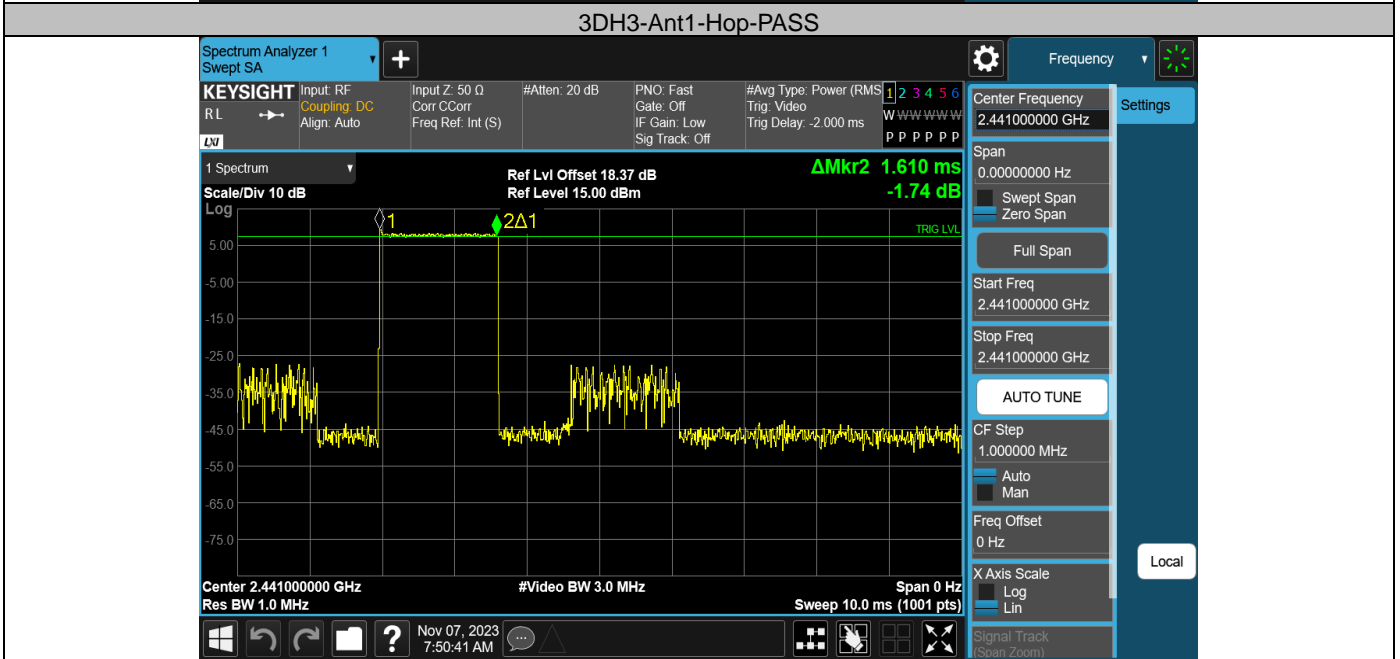 3DH3-Ant1-Hop-PASS
Spectrum Analyzer 1
Swept SA
+
Frequency
KEYSIGHT
RL
LXI
Input: RF
Coupling: DC
Align: Auto
Input Z: 50 Ω
Corr CCorr
Freq Ref: Int (S)
#Atten: 20 dB
PNO: Fast
Gate: Off
IF Gain: Low
Sig Track: Off
#Avg Type: Power (RMS
Trig: Video
Trig Delay: -2.000 ms
1 2 3 4 5 6
W W W W W W
P P P P P P
Center Frequency
2.441000000 GHz
Settings
Span
0.00000000 Hz
Swept Span
Zero Span
Full Span
Start Freq
2.441000000 GHz
Stop Freq
2.441000000 GHz
AUTO TUNE
CF Step
1.000000 MHz
Auto
Man
Freq Offset
0 Hz
X Axis Scale
Log
Lin
Signal Track
(Span Zoom)
Local
1 Spectrum
Scale/Div 10 dB
Ref Lvl Offset 18.37 dB
Ref Level 15.00 dBm
ΔMkr2 1.610 ms
-1.74 dB
Log
1
2Δ1
TRIG LVL
5.00
-5.00
-15.0
-25.0
-35.0
-45.0
-55.0
-65.0
-75.0
Center 2.441000000 GHz
#Video BW 3.0 MHz
Span 0 Hz
Res BW 1.0 MHz
Sweep 10.0 ms (1001 pts)
?
Nov 07, 2023
7:50:41 AM